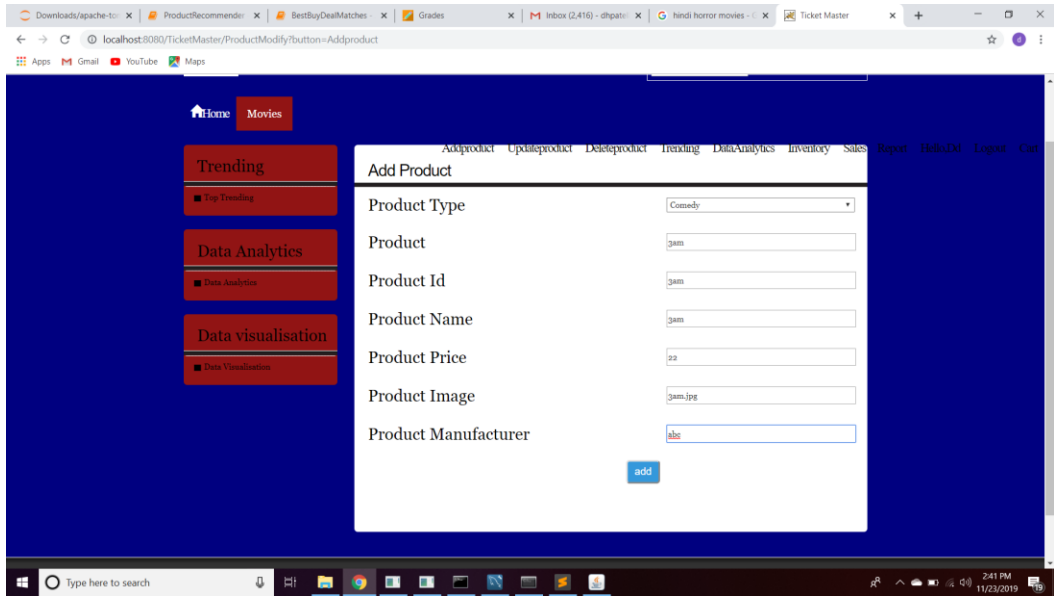 Downloads/apache-to ProductRecommender BestBuyDealMatches Grades Inbox (2,416) - dhpate hindi horror movies - Ticket Master
localhost:8080/TicketMaster/ProductModify?button=Addproduct
Apps Gmail YouTube Maps
Home Movies
Addproduct Updateproduct Deleteproduct Trending DataAnalytics Inventory Sales Report Logout Cart
Trending
Top Trending
Data Analytics
Data Analytics
Data visualisation
Data Visualisation
Add Product
Product Type Comedy
Product 3am
Product Id 3am
Product Name 3am
Product Price 22
Product Image 3am.jpg
Product Manufacturer abc
add
Type here to search
2:41 PM
11/23/2019
19